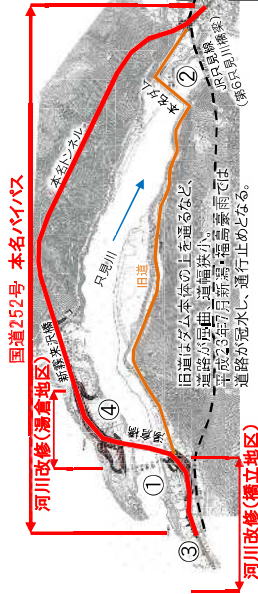 国道252号 本名バイパス
河川改修(湯倉地区)
新森来沢橋
本名トンネル
只見川
旧道
本名ダム
②
JR只見線
(第6只見川橋梁)
④
①
湯倉橋
③
河川改修(橋立地区)
旧道はダム本体の上を通るなど、
道路が屈曲、道幅狭小。
平成23年7月新潟・福島豪雨では
道路が冠水し、通行止めとなる。